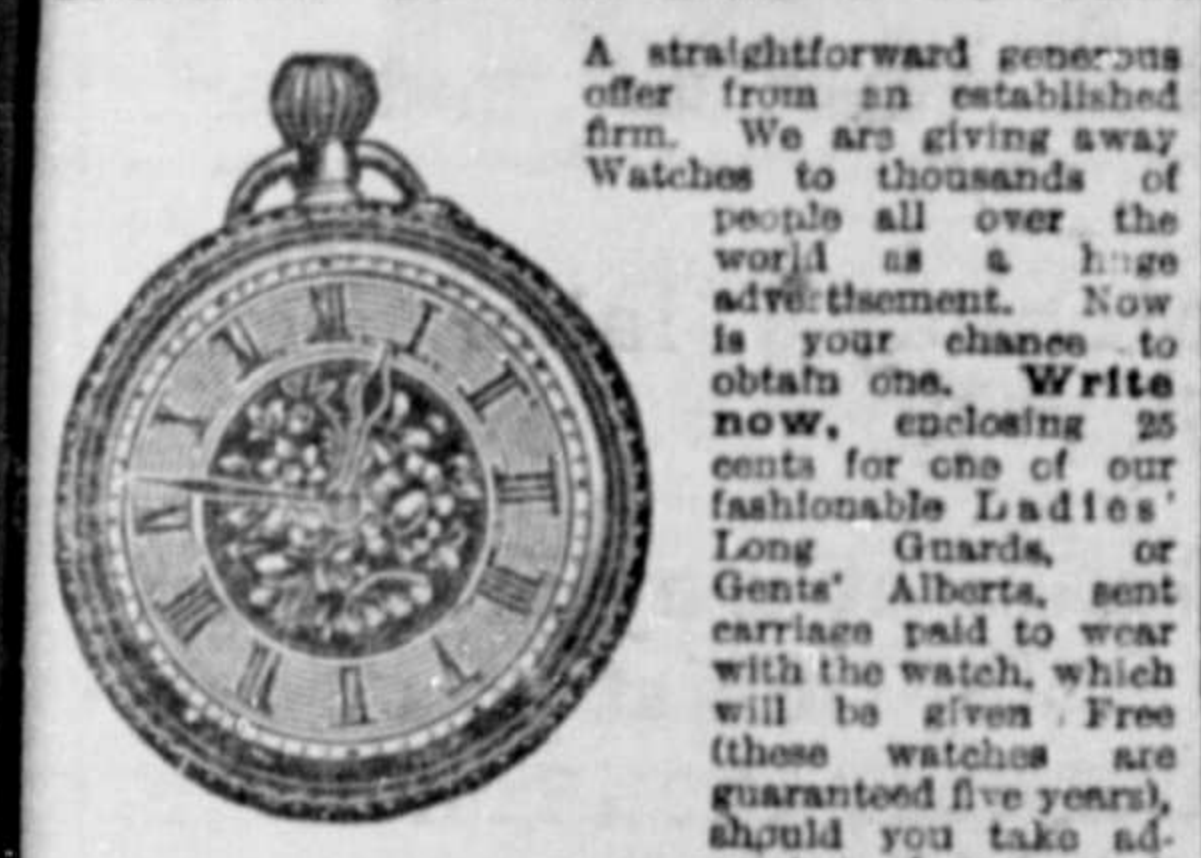 A straightforward generous
offer from an established
firm. We are giving away
Watches to thousands of
people all over the
world as a huge
advertisement. Now
is your chance to
obtain one. Write
now, enclosing 25
cents for one of our
fashionable Ladies'
Long Guards, or
Gents' Alberts, sent
carriage paid to wear
with the watch, which
will be given Free
(these watches are
guaranteed five years),
should you take ad-